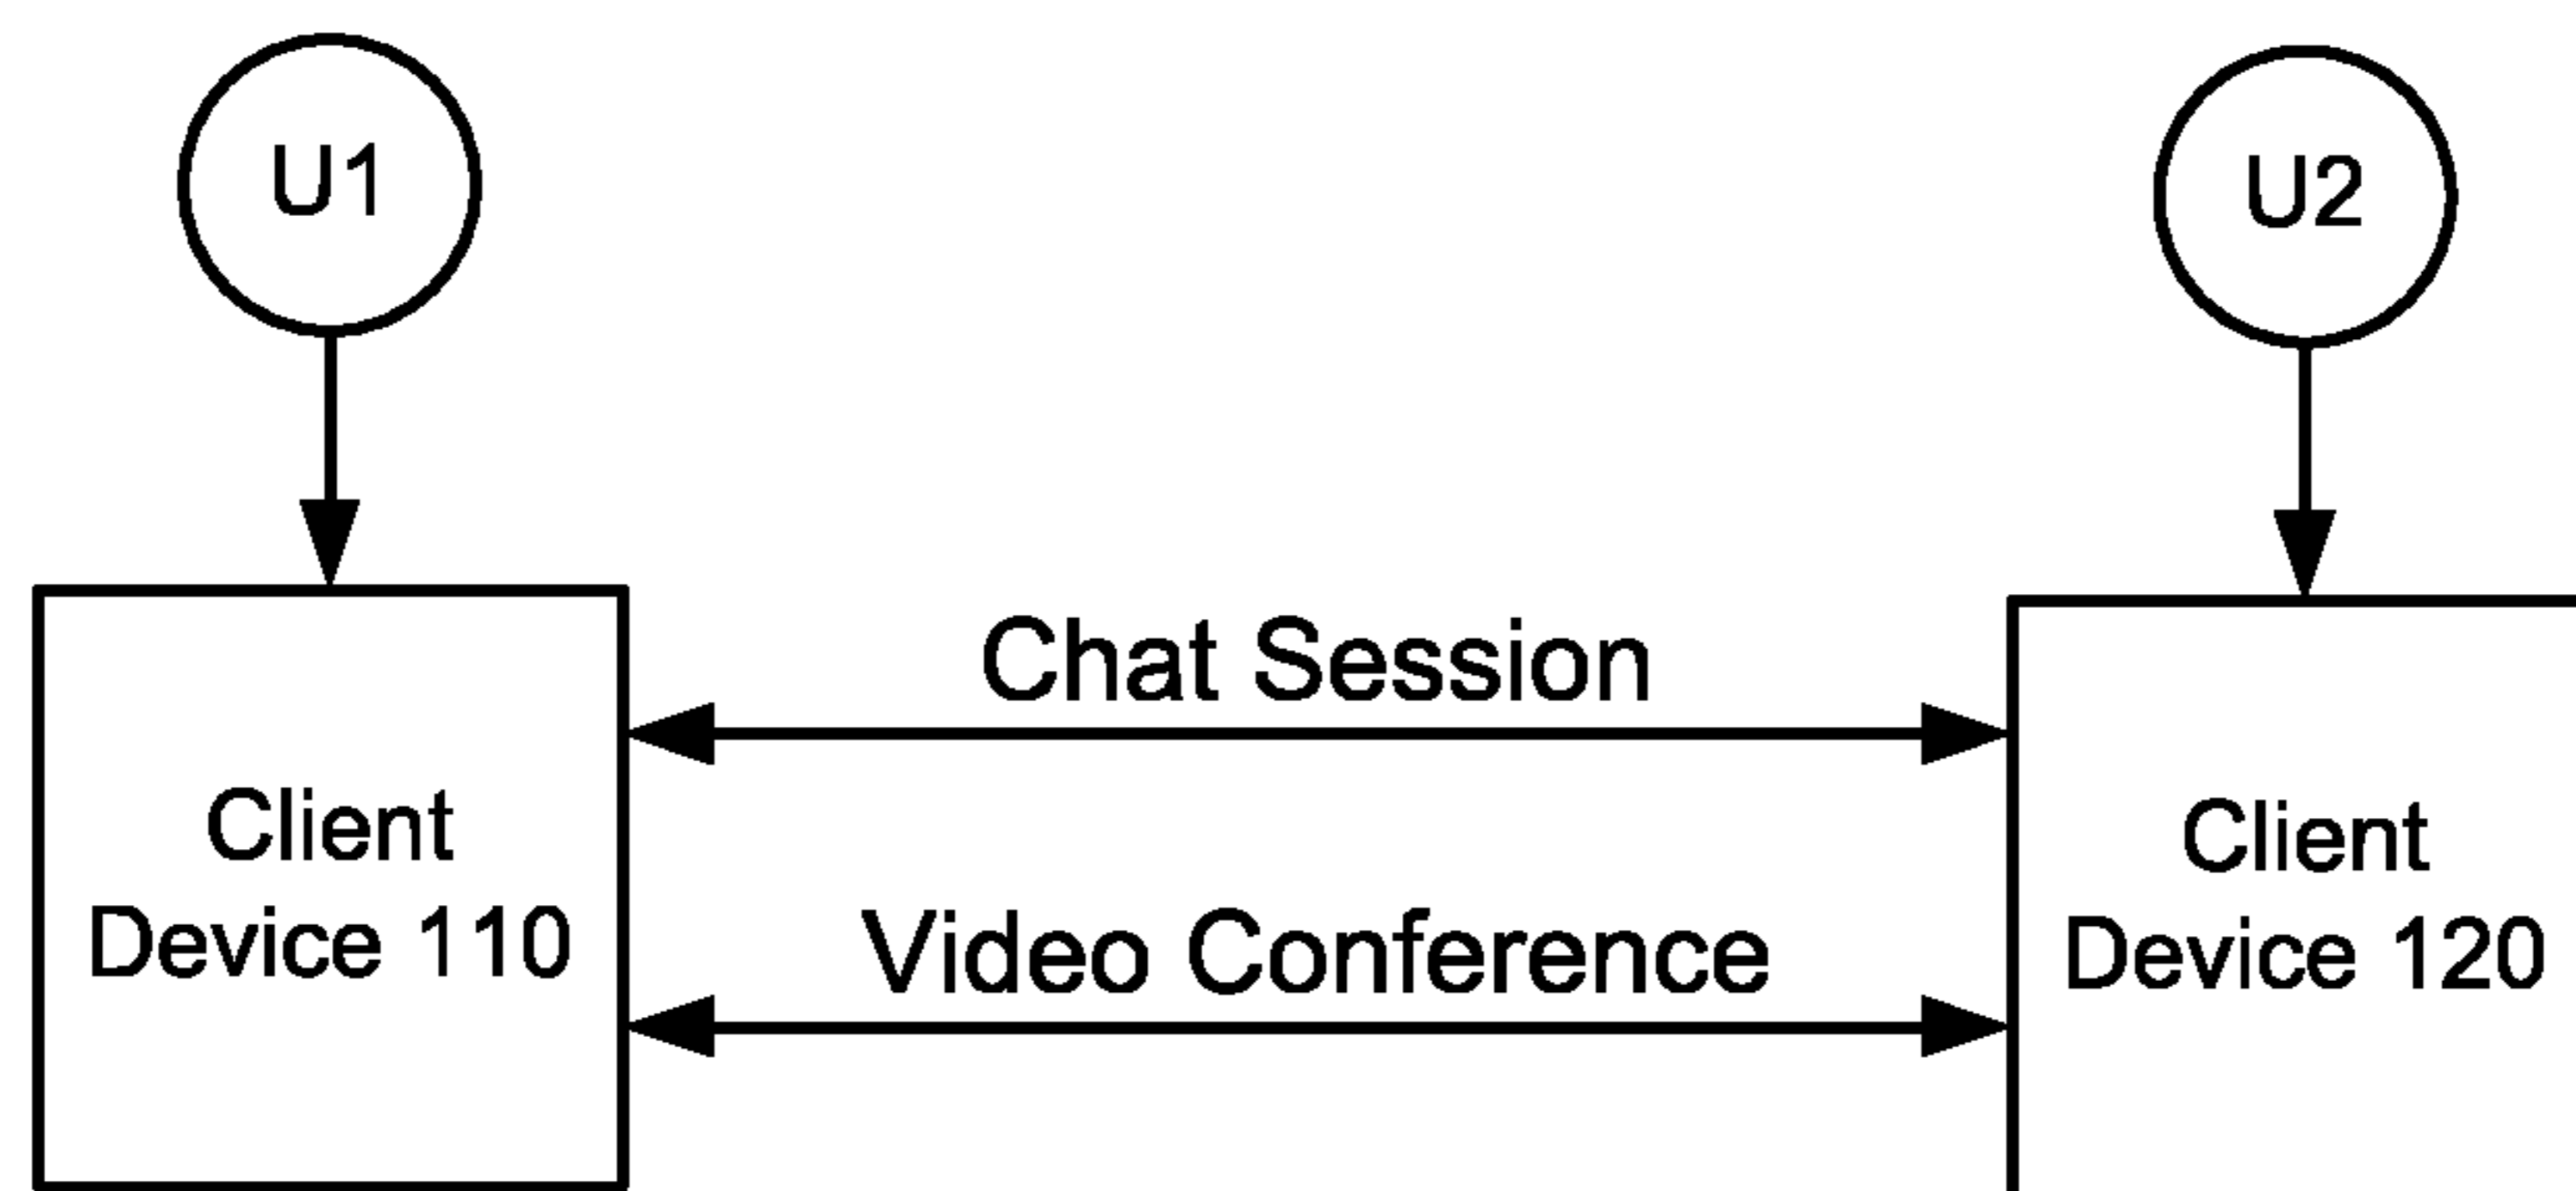 U1
U2
Chat Session
Client
Device 110
Client
Device 120
Video Conference